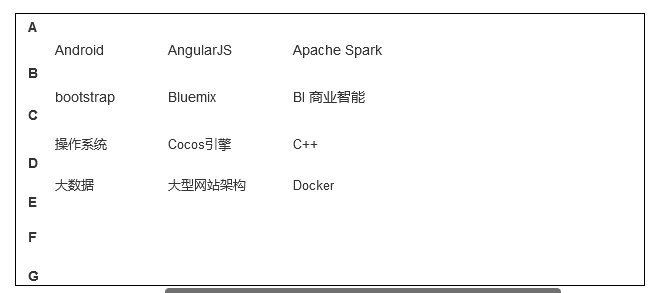 A
Android AngularJS Apache Spark
B
bootstrap Bluemix BI 商业智能
C
操作系统 Cocos引擎 C++
D
大数据 大型网站架构 Docker
E
F
G